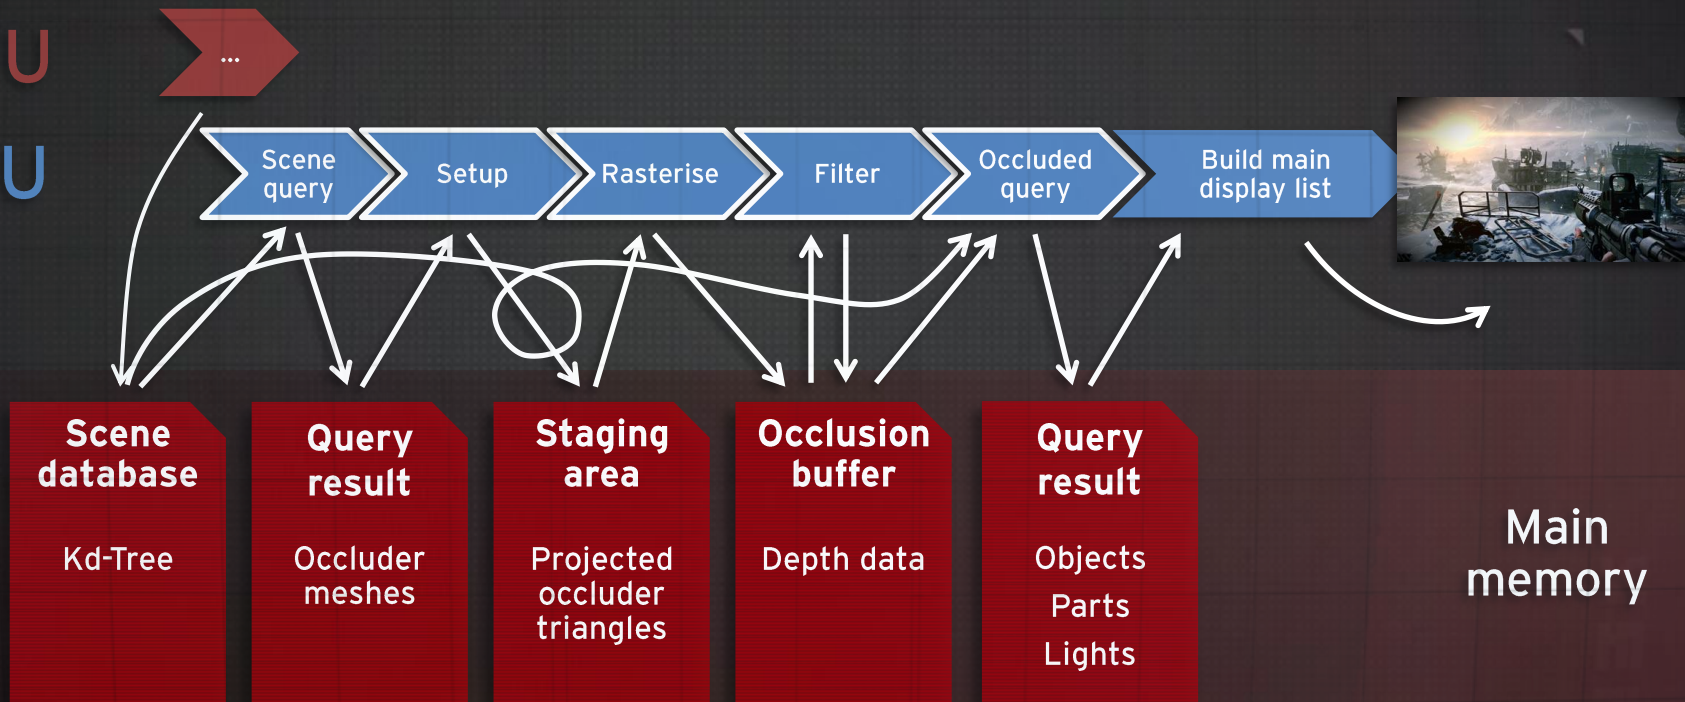 U
...
U
Scene
query
Setup
Rasterise
Filter
Occluded
query
Build main
display list
Scene
database
Kd-Tree
Query
result
Occluder
meshes
Staging
area
Projected
occluder
triangles
Occlusion
buffer
Depth data
Query
result
Objects
Parts
Lights
Main
memory